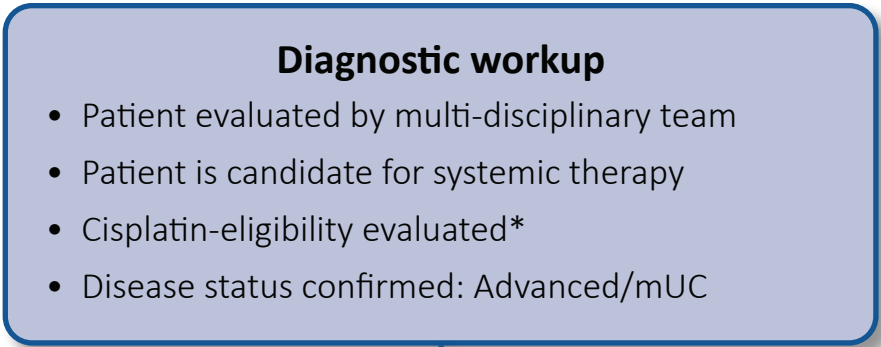 Diagnostic workup
• Patient evaluated by multi-disciplinary team
• Patient is candidate for systemic therapy
• Cisplatin-eligibility evaluated*
• Disease status confirmed: Advanced/mUC